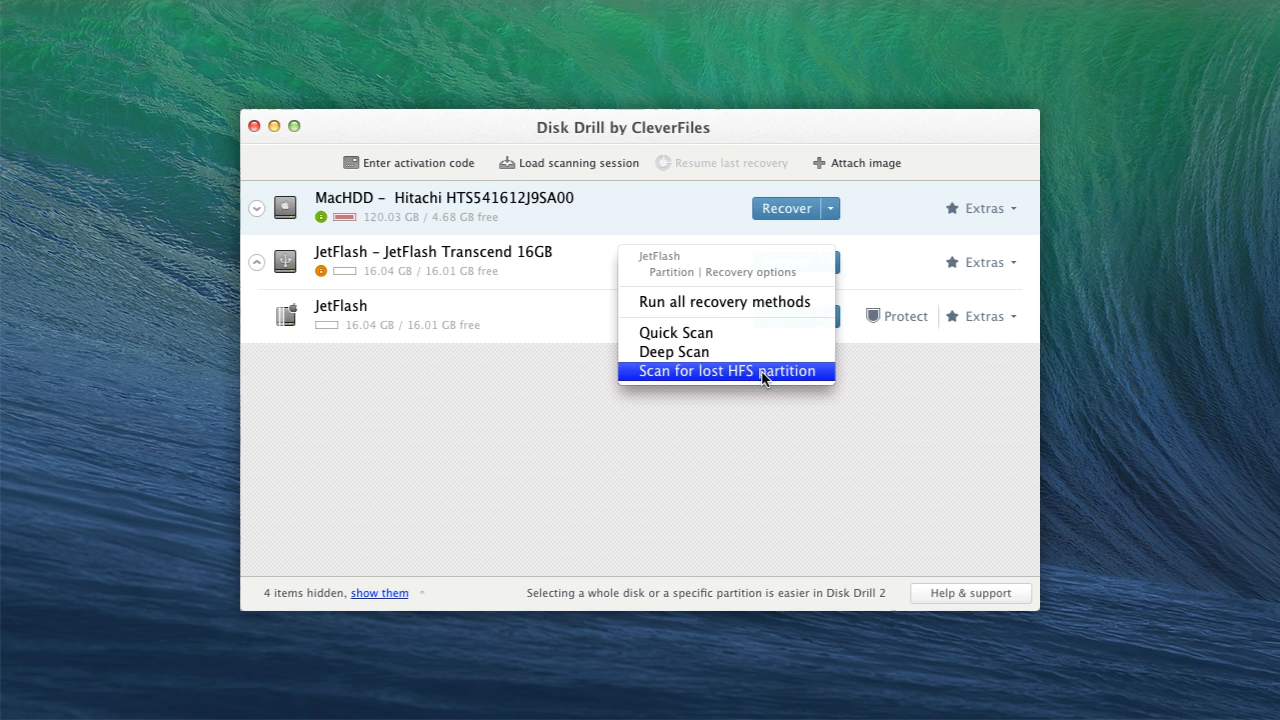 Disk Drill by CleverFiles
Enter activation code Load scanning session Resume last recovery Attach image
MacHDD – Hitachi HTS541612J9SA00
120.03 GB / 4.68 GB free
Recover Extras
JetFlash – JetFlash Transcend 16GB
16.04 GB / 16.01 GB free
Extras
JetFlash
16.04 GB / 16.01 GB free
Protect Extras
JetFlash
Partition | Recovery options
Run all recovery methods
Quick Scan
Deep Scan
Scan for lost HFS partition
4 items hidden, show them Selecting a whole disk or a specific partition is easier in Disk Drill 2 Help & support